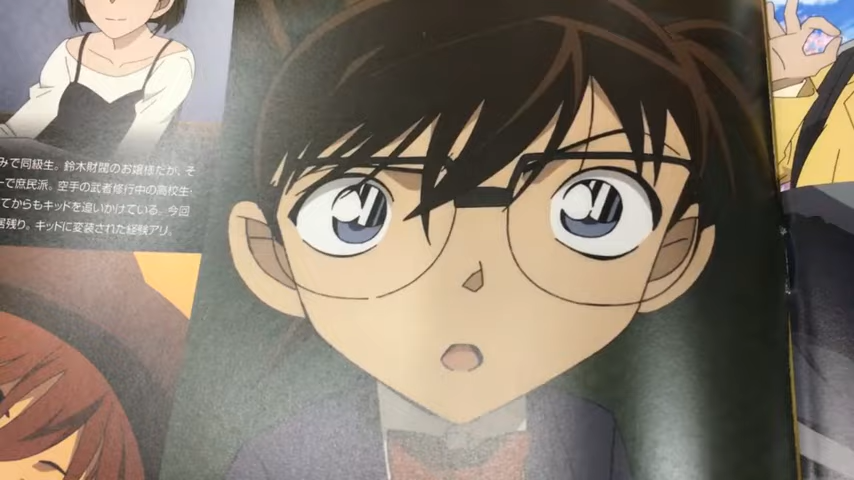 みで同級生。鈴木財閥のお嬢様だが、そ
ーで庶民派。空手の武者修行中の高校生・
てからもキッドを追いかけている。今回
居残り。キッドに変装された経験アリ。